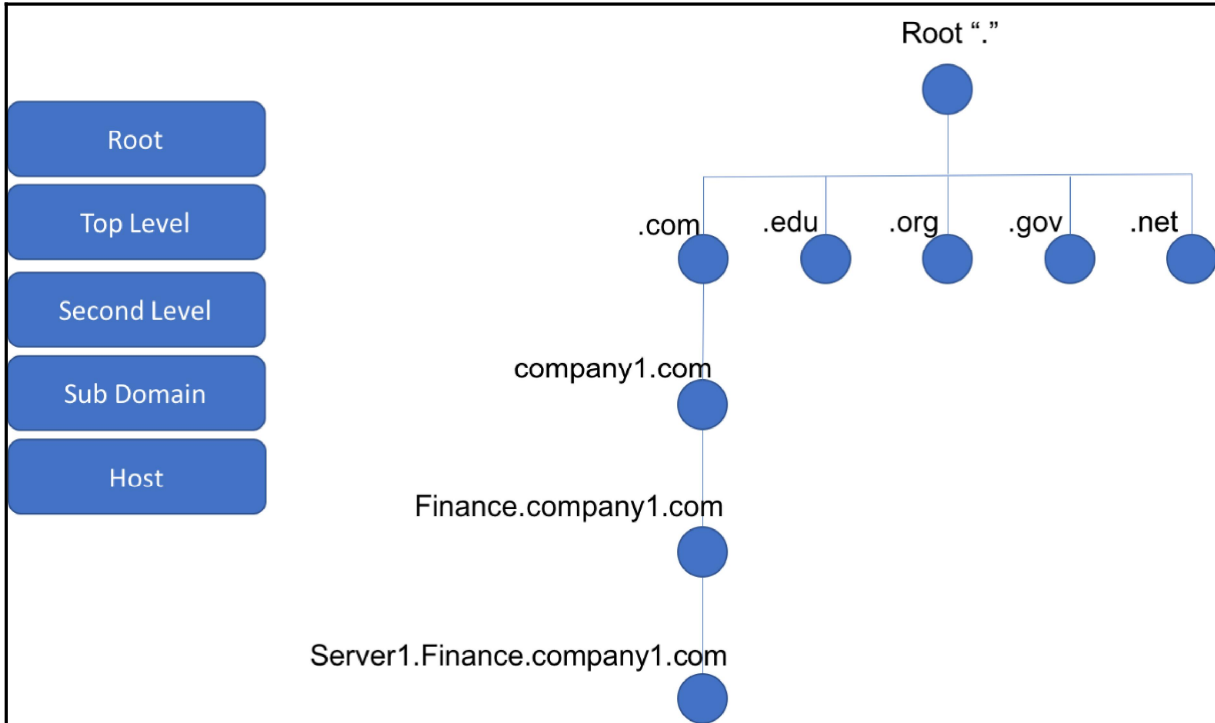 Root “.”
Root
Top Level
.com
.edu
.org
.gov
.net
Second Level
company1.com
Sub Domain
Host
Finance.company1.com
Server1.Finance.company1.com